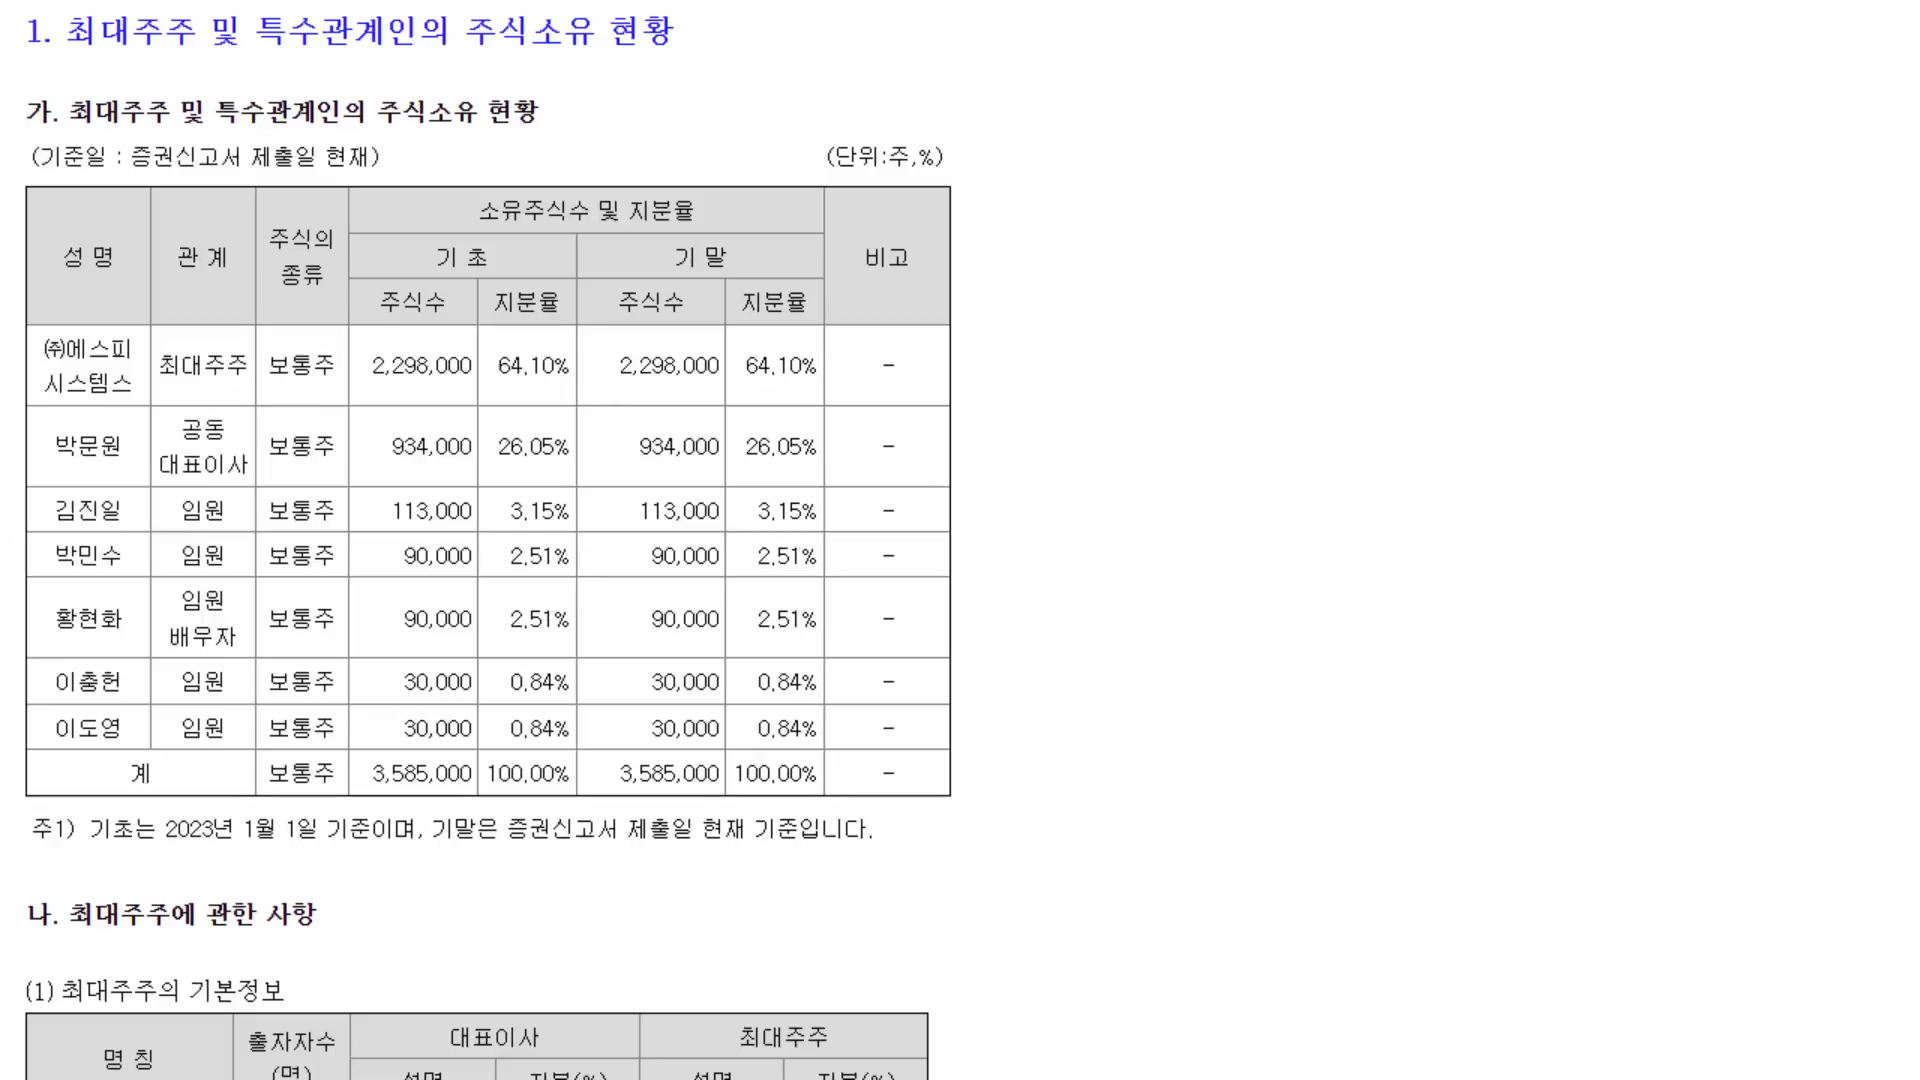 1. 최대주주 및 특수관계인의 주식소유 현황
가. 최대주주 및 특수관계인의 주식소유 현황
(기준일 : 증권신고서 제출일 현재) (단위:주,%)
성 명 관 계 주식의 종류 소유주식수 및 지분율 비고
기 초 기 말
주식수 지분율 주식수 지분율
㈜에스피시스템스 최대주주 보통주 2,298,000 64.10% 2,298,000 64.10% -
박문원 공동대표이사 보통주 934,000 26.05% 934,000 26.05% -
김진일 임원 보통주 113,000 3.15% 113,000 3.15% -
박민수 임원 보통주 90,000 2.51% 90,000 2.51% -
황현화 임원 배우자 보통주 90,000 2.51% 90,000 2.51% -
이충헌 임원 보통주 30,000 0.84% 30,000 0.84% -
이도영 임원 보통주 30,000 0.84% 30,000 0.84% -
계 보통주 3,585,000 100.00% 3,585,000 100.00% -
주1) 기초는 2023년 1월 1일 기준이며, 기말은 증권신고서 제출일 현재 기준입니다.
나. 최대주주에 관한 사항
(1) 최대주주의 기본정보
명 칭 출자자수 (명) 대표이사 최대주주
성명 지분(%) 성명 지분(%)